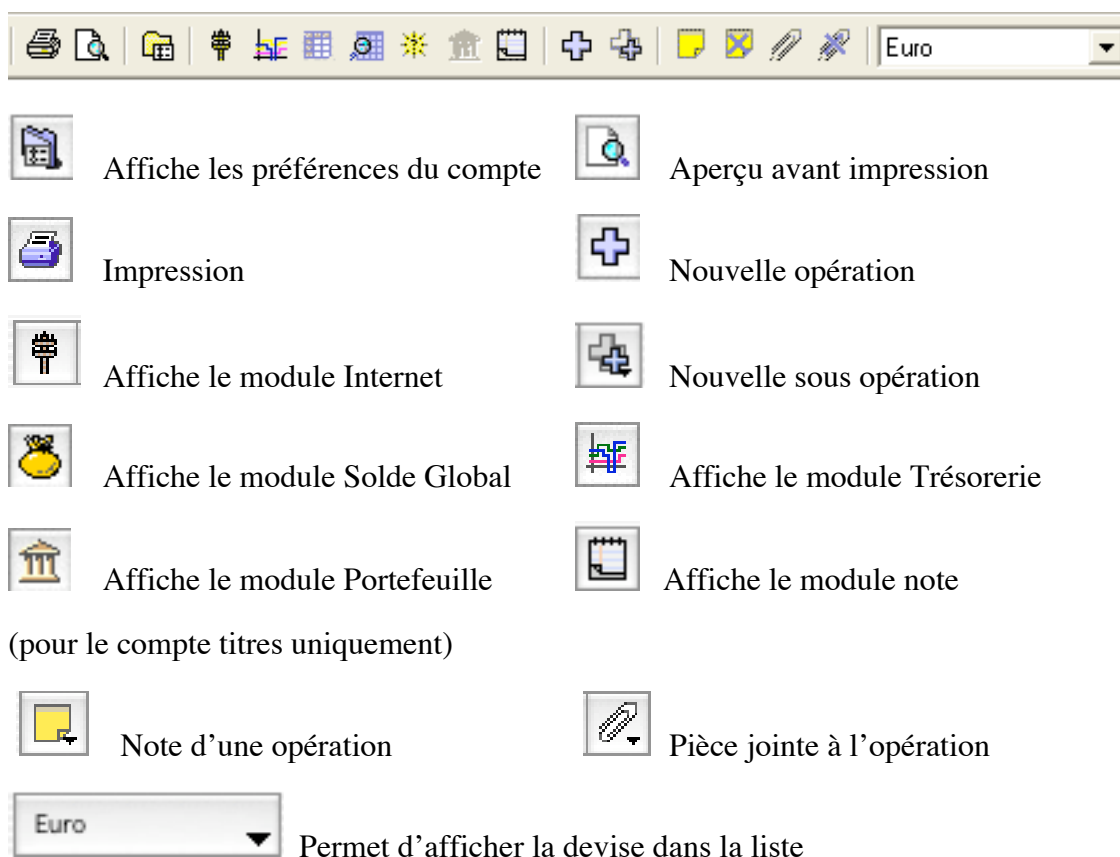 Euro
Affiche les préférences du compte
Aperçu avant impression
Impression
Nouvelle opération
Affiche le module Internet
Nouvelle sous opération
Affiche le module Solde Global
Affiche le module Trésorerie
Affiche le module Portefeuille
Affiche le module note
(pour le compte titres uniquement)
Note d’une opération
Pièce jointe à l’opération
Euro
Permet d’afficher la devise dans la liste